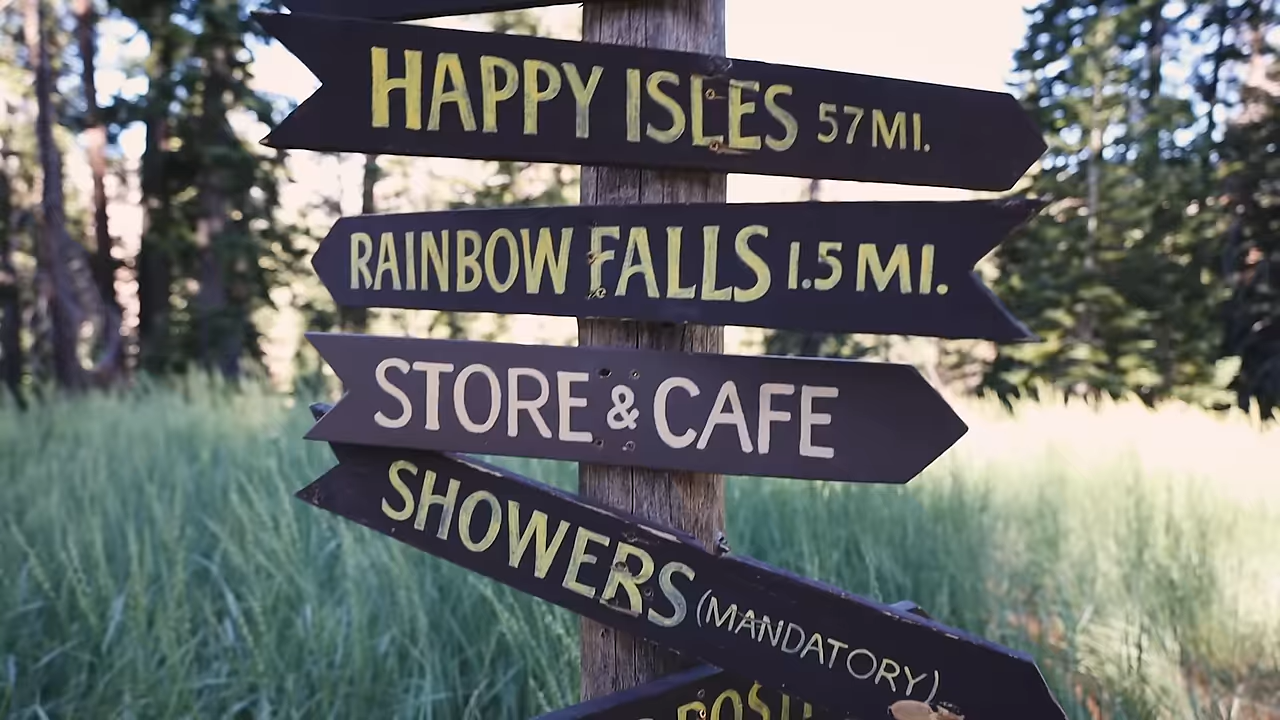 HAPPY ISLES 57 MI.
RAINBOW FALLS 1.5 MI.
STORE & CAFE
SHOWERS (MANDATORY)